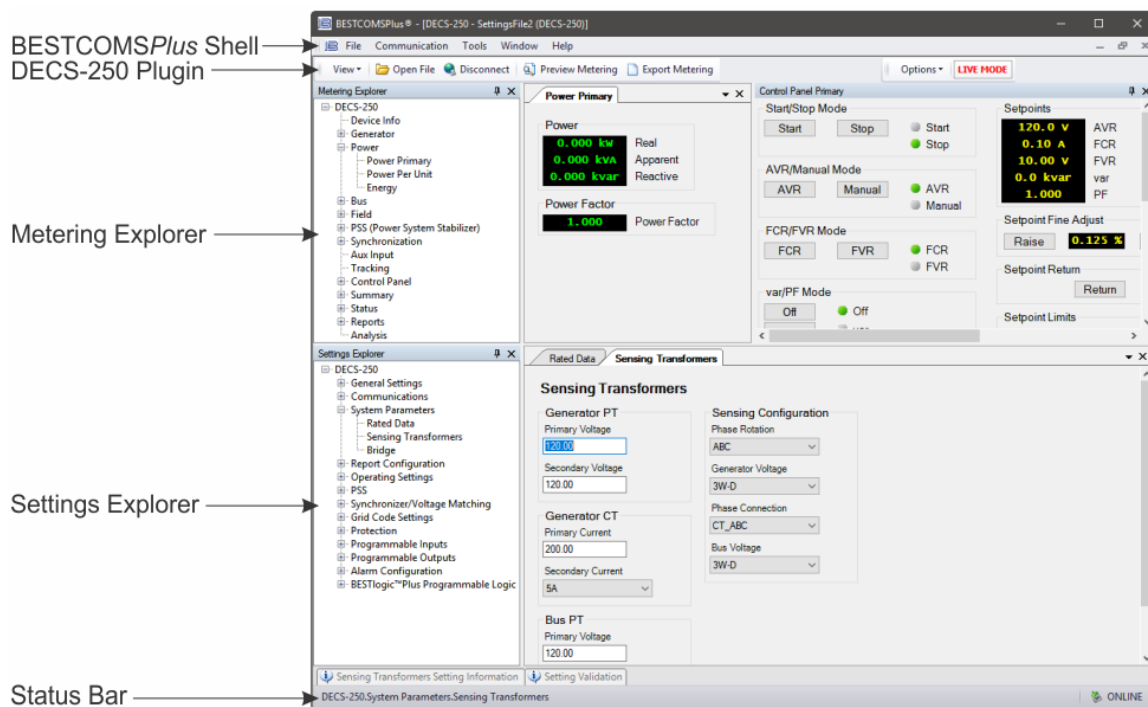 BESTCOMSPlus® - [DECS-250 - SettingsFile2 (DECS-250)]
BESTCOMSPlus Shell
File Communication Tools Window Help
DECS-250 Plugin
View Open File Disconnect Preview Metering Export Metering Options LIVE MODE
Metering Explorer
Metering Explorer
DECS-250
Device Info
Generator
Power
Power Primary
Power Per Unit
Energy
Bus
Field
PSS (Power System Stabilizer)
Synchronization
Aux Input
Tracking
Control Panel
Summary
Status
Reports
Analysis
Power Primary
Power
0.000 kW Real
0.000 kVA Apparent
0.000 kvar Reactive
Power Factor
1.000 Power Factor
Control Panel Primary
Start/Stop Mode
Start Stop Start
Stop
AVR/Manual Mode
AVR Manual AVR
Manual
FCR/FVR Mode
FCR FVR FCR
FVR
var/PF Mode
Off Off
Setpoints
120.0 V AVR
0.10 A FCR
10.00 V FVR
0.0 kvar var
1.000 PF
Setpoint Fine Adjust
Raise 0.125 %
Setpoint Return
Return
Setpoint Limits
Settings Explorer
Settings Explorer
DECS-250
General Settings
Communications
System Parameters
Rated Data
Sensing Transformers
Bridge
Report Configuration
Operating Settings
PSS
Synchronizer/Voltage Matching
Grid Code Settings
Protection
Programmable Inputs
Programmable Outputs
Alarm Configuration
BESTlogic™Plus Programmable Logic
Rated Data Sensing Transformers
Sensing Transformers
Generator PT
Primary Voltage
120.00
Secondary Voltage
120.00
Generator CT
Primary Current
200.00
Secondary Current
5A
Bus PT
Primary Voltage
120.00
Sensing Configuration
Phase Rotation
ABC
Generator Voltage
3W-D
Phase Connection
CT_ABC
Bus Voltage
3W-D
Sensing Transformers Setting Information Setting Validation
Status Bar
DECS-250.System Parameters.Sensing Transformers ONLINE